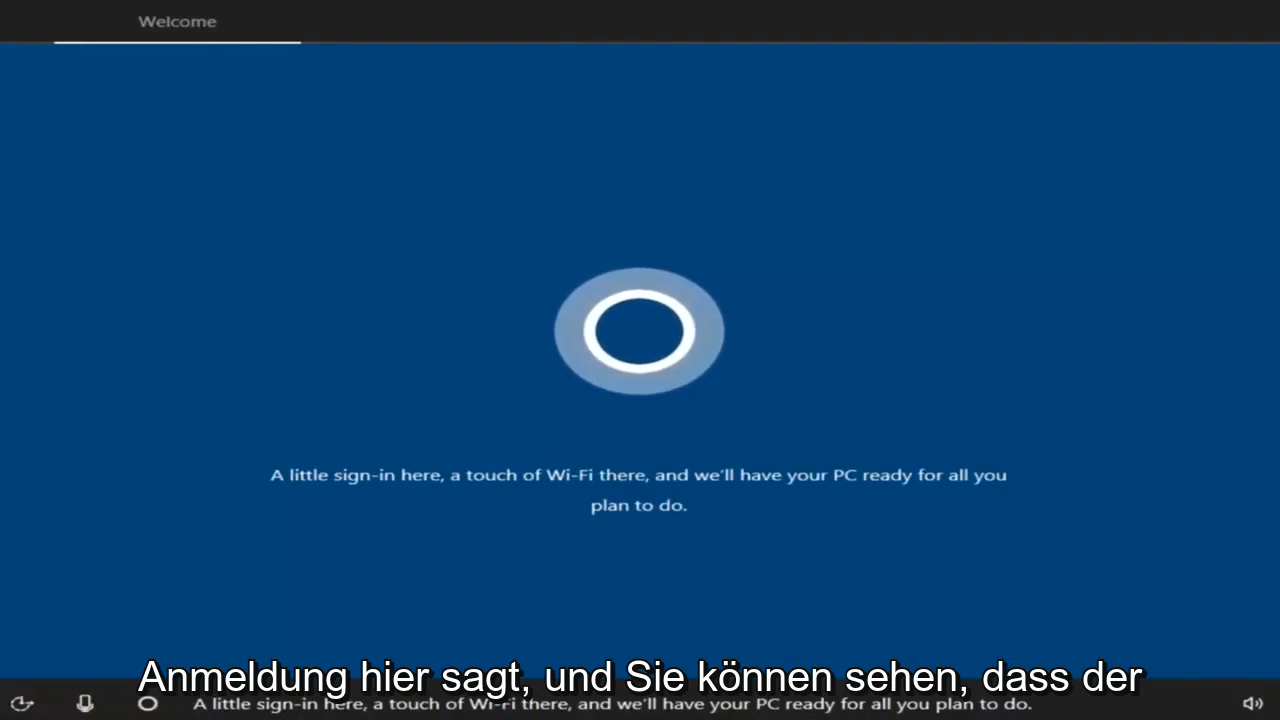 Welcome
A little sign-in here, a touch of Wi-Fi there, and we'll have your PC ready for all you
plan to do.
Anmeldung hier sagt, und Sie können sehen, dass der
A little sign-in here, a touch of Wi-Fi there, and we'll have your PC ready for all you plan to do.